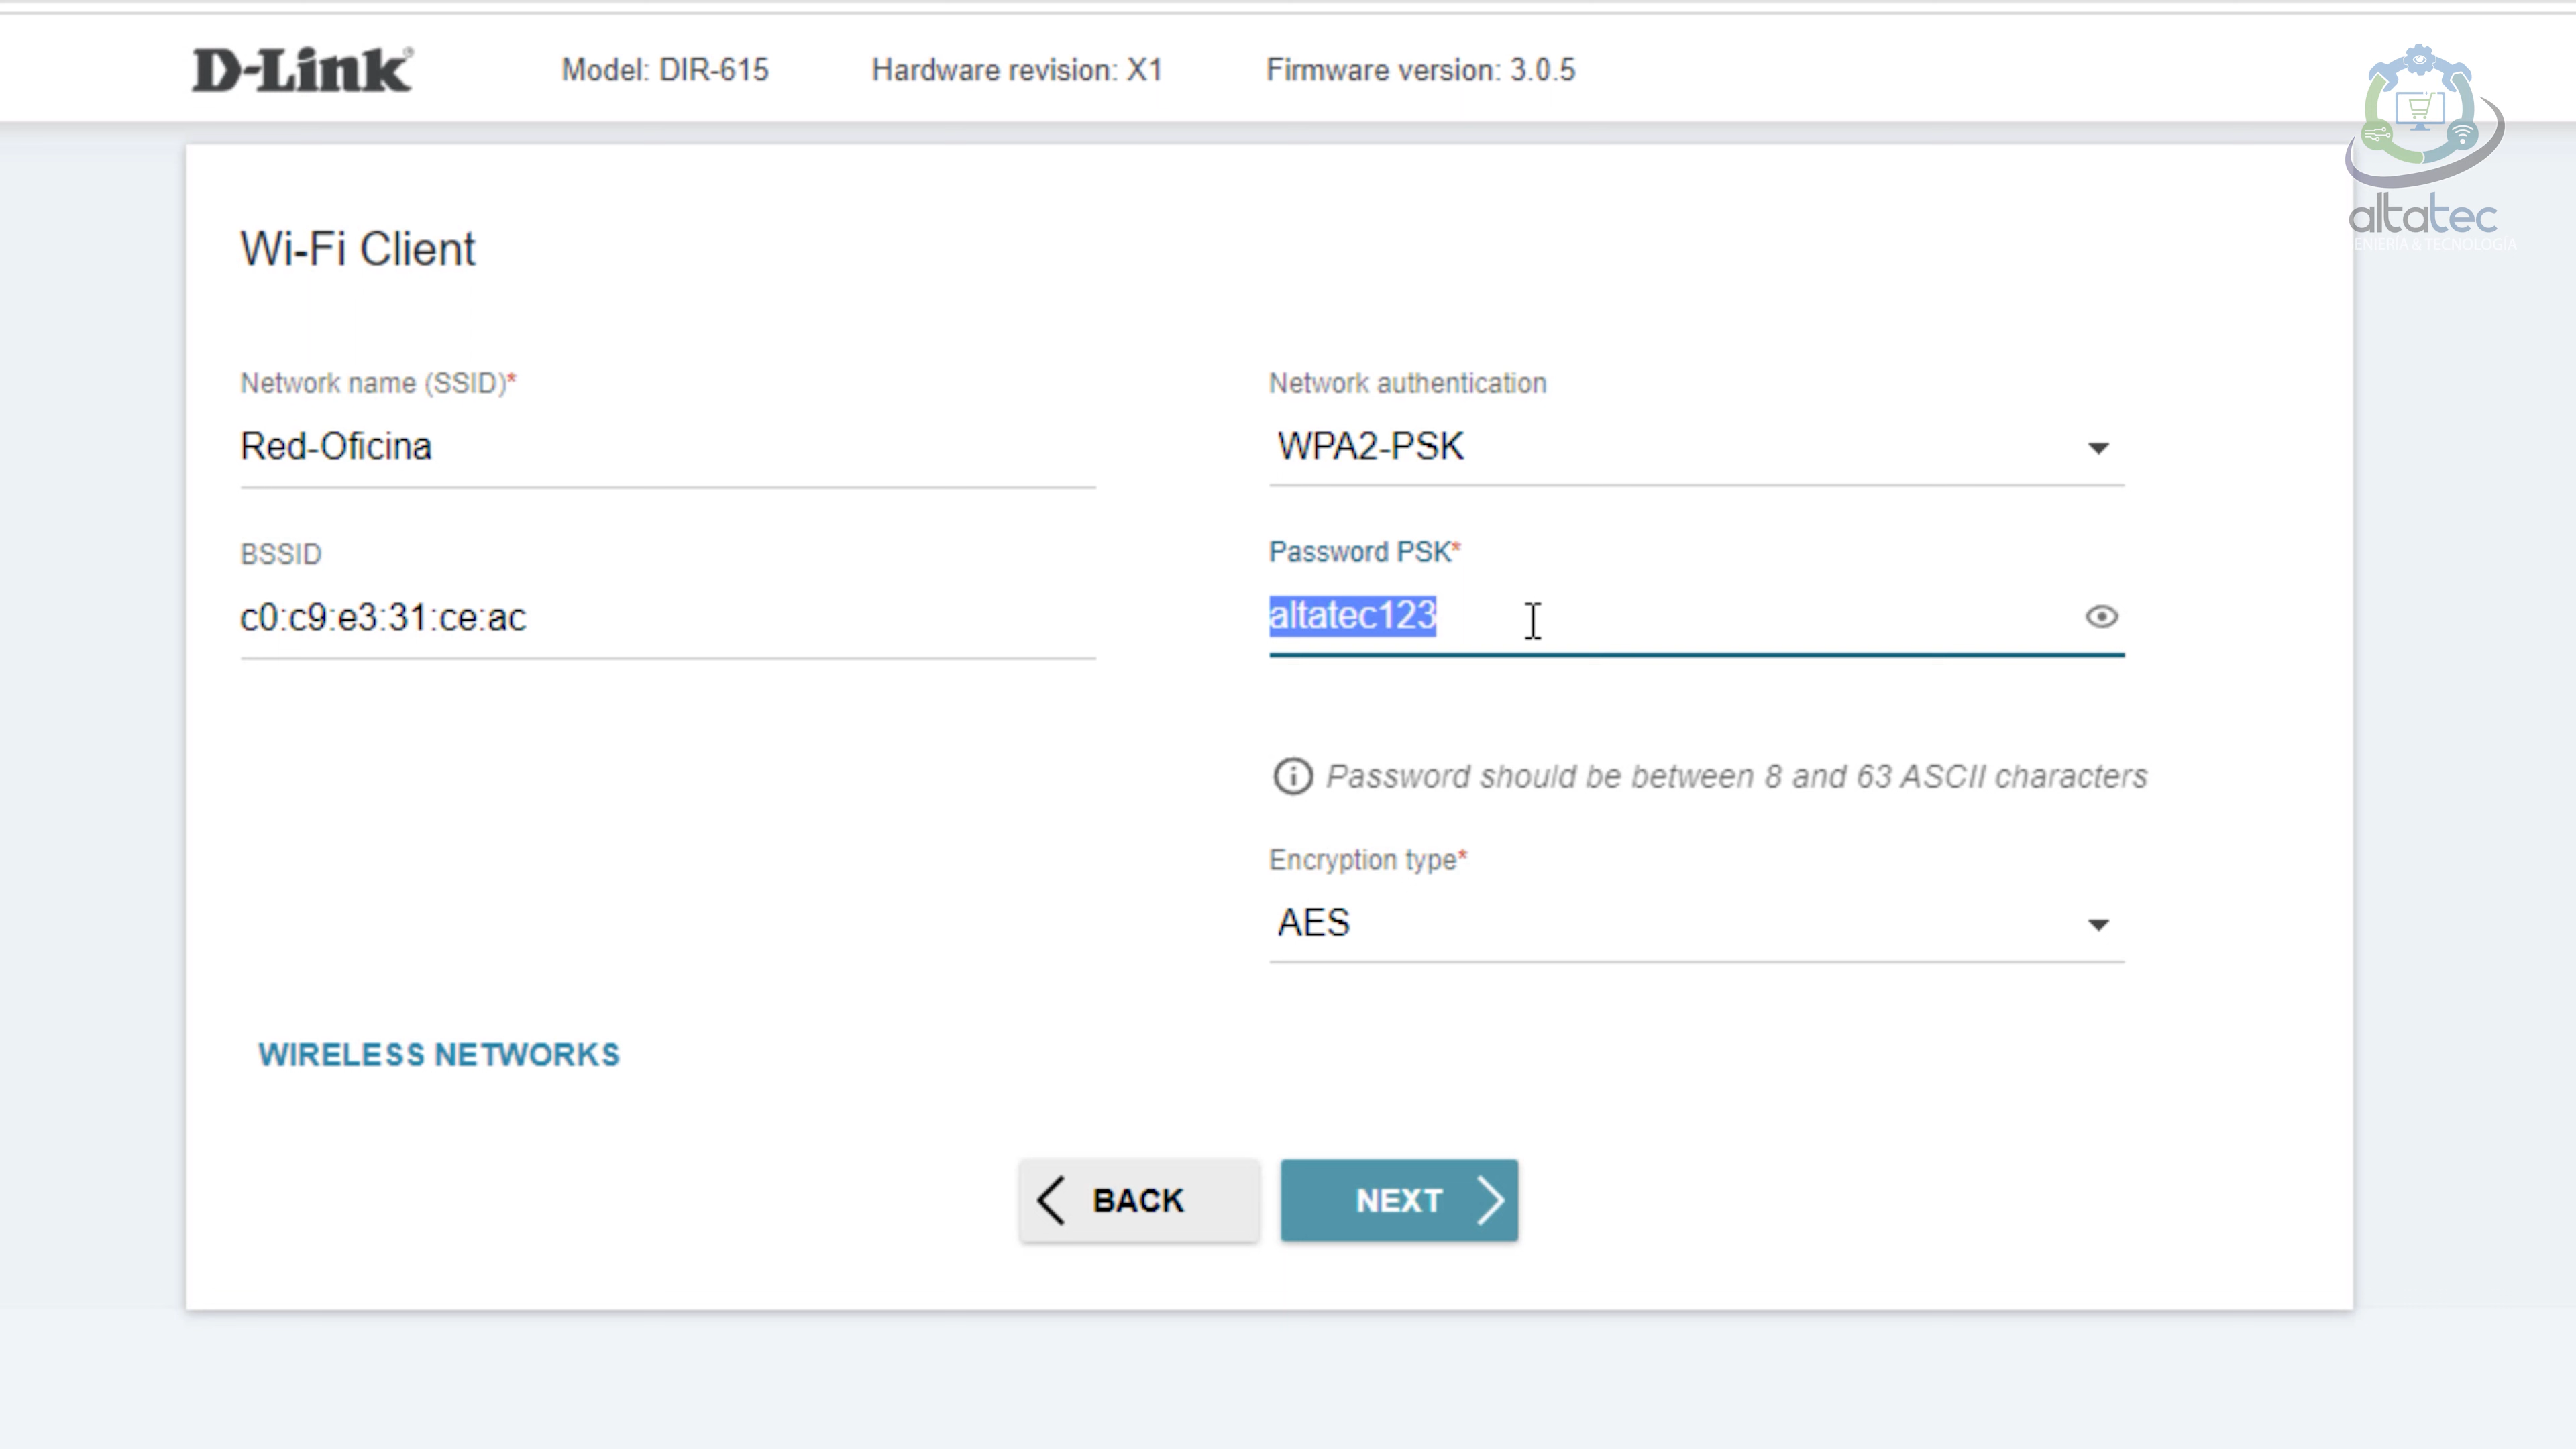 D-Link
Model: DIR-615
Hardware revision: X1
Firmware version: 3.0.5
altatec
ENIERÍA & TECNOLOGÍA
Wi-Fi Client
Network name (SSID)*
Red-Oficina
BSSID
c0:c9:e3:31:ce:ac
Network authentication
WPA2-PSK
Password PSK*
altatec123
Password should be between 8 and 63 ASCII characters
Encryption type*
AES
WIRELESS NETWORKS
BACK
NEXT